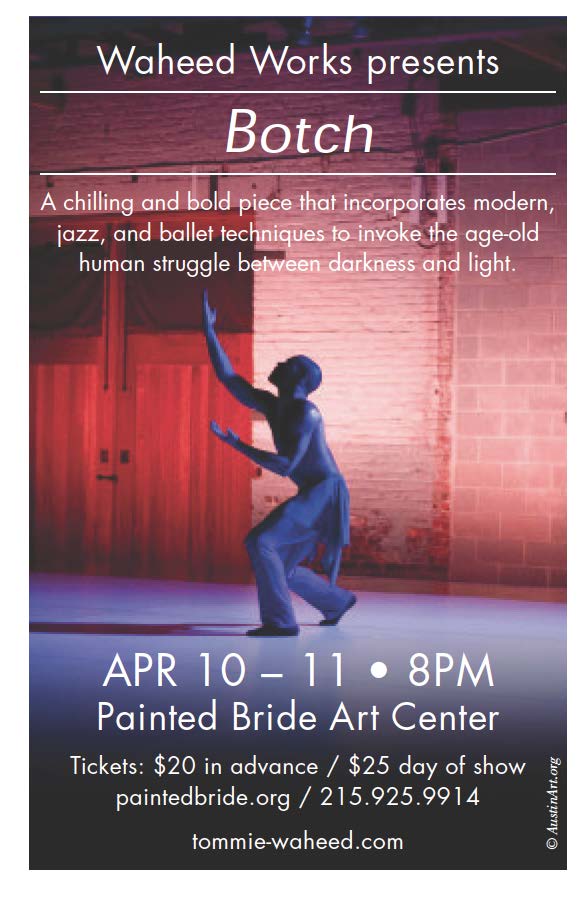 Waheed Works presents
Botch
A chilling and bold piece that incorporates modern,
jazz, and ballet techniques to invoke the age-old
human struggle between darkness and light.
APR 10 – 11 • 8PM
Painted Bride Art Center
Tickets: $20 in advance / $25 day of show
paintedbride.org / 215.925.9914
tommie-waheed.com
© AustinArt.org